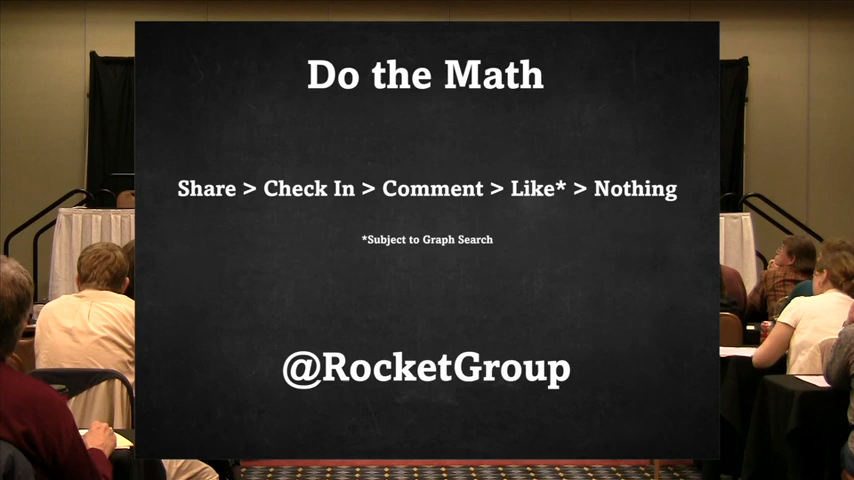 Do the Math
Share > Check In > Comment > Like* > Nothing
*Subject to Graph Search
@RocketGroup